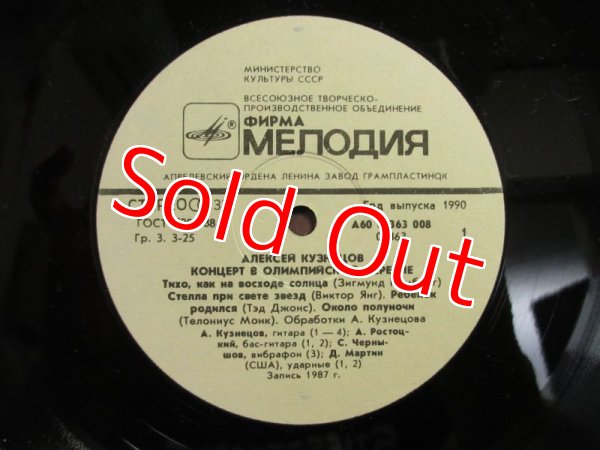 МИНИСТЕРСТВО
КУЛЬТУРЫ СССР
ВСЕСОЮЗНОЕ ТВОРЧЕСКО-
ПРОИЗВОДСТВЕННОЕ ОБЪЕДИНЕНИЕ
® ФИРМА
МЕЛОДИЯ
АПРЕЛЕВСКИЙ ОРДЕНА ЛЕНИНА ЗАВОД ГРАМПЛАСТИНОК
Год выпуска 1990
ГОСТ
А60 008
Гр. 3. 3-25
1
Sold Out
АЛЕКСЕЙ КУЗНЕЦОВ
КОНЦЕРТ В
Тихо, как на восходе солнца (Зигмунд
Стелла при свете звезд (Виктор Янг). Ребенок
родился (Тэд Джонс). Около полуночи
(Телониус Монк). Обработки А. Кузнецова
А. Кузнецов, гитара (1 — 4); А. Ростоц-
кий, бас-гитара (1, 2); С. Черны-
шов, вибрафон (3); Д. Мартин
(США), ударные (1, 2)
Запись 1987 г.